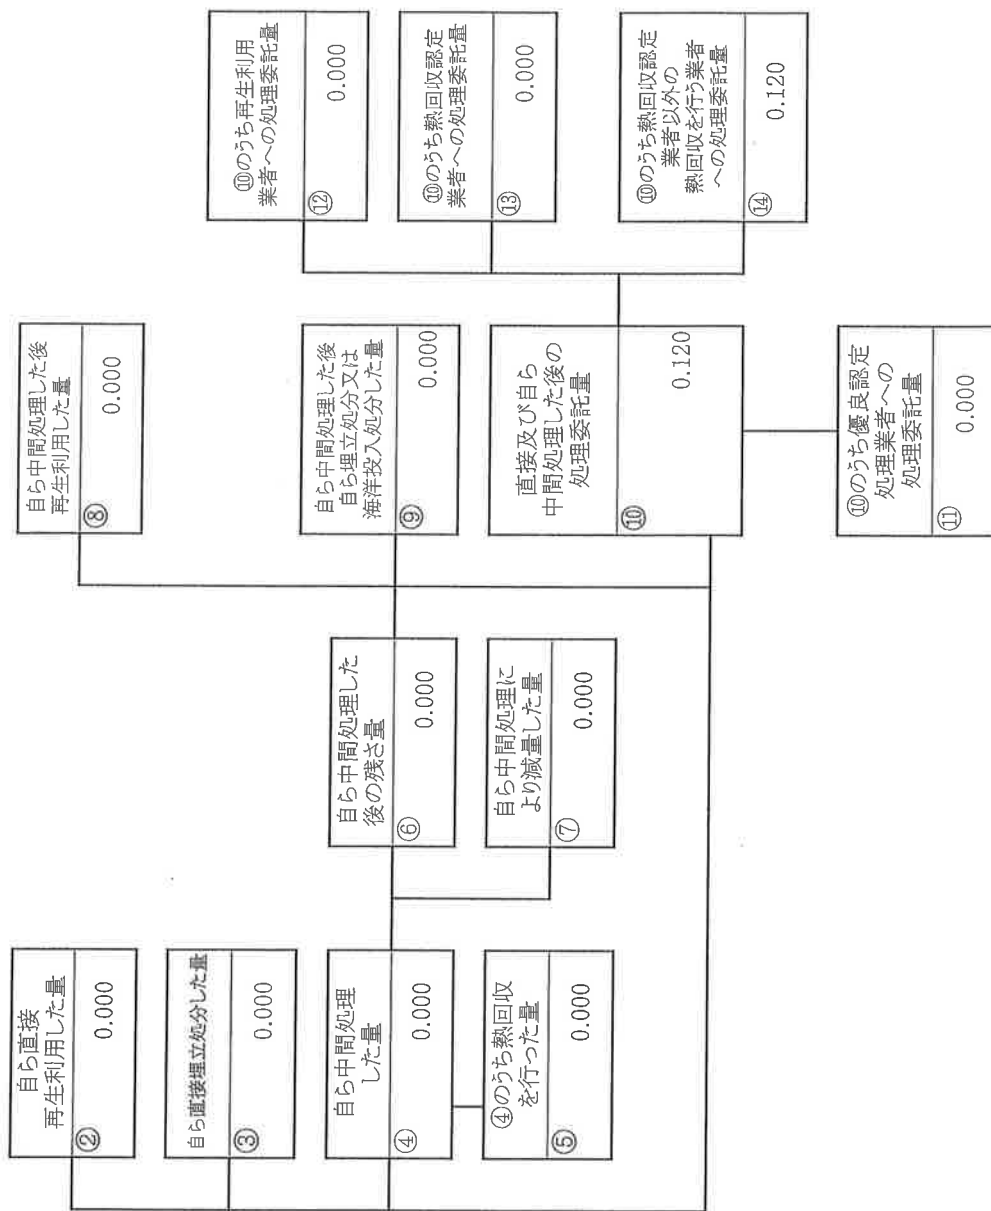 自ら直接
再生利用した量
②
0.000
自ら直接埋立処分した量
③
0.000
自ら中間処理
した量
④
0.000
④のうち熱回収
を行った量
⑤
0.000
自ら中間処理した
後の残さ量
⑥
0.000
自ら中間処理に
より減量した量
⑦
0.000
自ら中間処理した後
再生利用した量
⑧
0.000
自ら中間処理した後
自ら埋立処分又は
海洋投入処分した量
⑨
0.000
直接及び自ら
中間処理した後の
処理委託量
⑩
0.120
⑩のうち優良認定
処理業者への
処理委託量
⑪
0.000
⑩のうち再生利用
業者への処理委託量
⑫
0.000
⑩のうち熱回収認定
業者への処理委託量
⑬
0.000
⑩のうち熱回収認定
業者以外の
熱回収を行う業者
への処理委託量
⑭
0.120